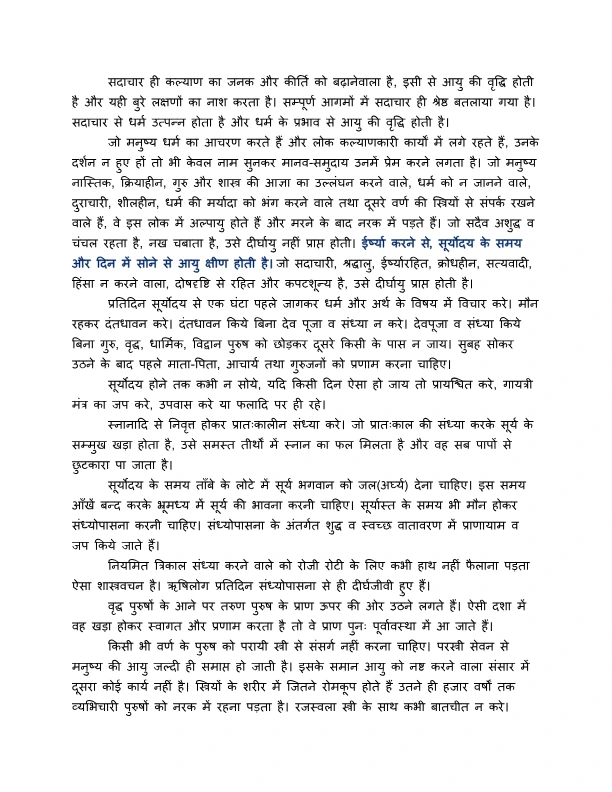 सदाचार ही कल्याण का जनक और कीर्ति को बढ़ानेवाला है, इसी से आयु की वृद्धि होती
है और यही बुरे लक्षणों का नाश करता है। सम्पूर्ण आगमों में सदाचार ही श्रेष्ठ बतलाया गया है।
सदाचार से धर्म उत्पन्न होता है और धर्म के प्रभाव से आयु की वृद्धि होती है।
जो मनुष्य धर्म का आचरण करते हैं और लोक कल्याणकारी कार्यों में लगे रहते हैं, उनके
दर्शन न हुए हों तो भी केवल नाम सुनकर मानव-समुदाय उनमें प्रेम करने लगता है। जो मनुष्य
नास्तिक, क्रियाहीन, गुरु और शास्त्र की आज्ञा का उल्लंघन करने वाले, धर्म को न जानने वाले,
दुराचारी, शीलहीन, धर्म की मर्यादा को भंग करने वाले तथा दूसरे वर्ण की स्त्रियों से संपर्क रखने
वाले हैं, वे इस लोक में अल्पायु होते हैं और मरने के बाद नरक में पड़ते हैं। जो सदैव अशुद्ध व
चंचल रहता है, नख चबाता है, उसे दीर्घायु नहीं प्राप्त होती। ईर्ष्या करने से, सूर्योदय के समय
और दिन में सोने से आयु क्षीण होती है। जो सदाचारी, श्रद्धालु, ईर्ष्यारहित, क्रोधहीन, सत्यवादी,
हिंसा न करने वाला, दोषदृष्टि से रहित और कपटशून्य है, उसे दीर्घायु प्राप्त होती है।
प्रतिदिन सूर्योदय से एक घंटा पहले जागकर धर्म और अर्थ के विषय में विचार करे। मौन
रहकर दंतधावन करे। दंतधावन किये बिना देव पूजा व संध्या न करे। देवपूजा व संध्या किये
बिना गुरु, वृद्ध, धार्मिक, विद्वान पुरुष को छोड़कर दूसरे किसी के पास न जाय। सुबह सोकर
उठने के बाद पहले माता-पिता, आचार्य तथा गुरुजनों को प्रणाम करना चाहिए।
सूर्योदय होने तक कभी न सोये, यदि किसी दिन ऐसा हो जाय तो प्रायश्चित करे, गायत्री
मंत्र का जप करे, उपवास करे या फलादि पर ही रहे।
स्नानादि से निवृत्त होकर प्रातःकालीन संध्या करे। जो प्रातःकाल की संध्या करके सूर्य के
सम्मुख खड़ा होता है, उसे समस्त तीर्थों में स्नान का फल मिलता है और वह सब पापों से
छुटकारा पा जाता है।
सूर्योदय के समय ताँबे के लोटे में सूर्य भगवान को जल(अर्घ्य) देना चाहिए। इस समय
आँखें बन्द करके भ्रूमध्य में सूर्य की भावना करनी चाहिए। सूर्यास्त के समय भी मौन होकर
संध्योपासना करनी चाहिए। संध्योपासना के अंतर्गत शुद्ध व स्वच्छ वातावरण में प्राणायाम व
जप किये जाते हैं।
नियमित त्रिकाल संध्या करने वाले को रोजी रोटी के लिए कभी हाथ नहीं फैलाना पड़ता
ऐसा शास्त्रवचन है। ऋषिलोग प्रतिदिन संध्योपासना से ही दीर्घजीवी हुए हैं।
वृद्ध पुरुषों के आने पर तरुण पुरुष के प्राण ऊपर की ओर उठने लगते हैं। ऐसी दशा में
वह खड़ा होकर स्वागत और प्रणाम करता है तो वे प्राण पुनः पूर्वावस्था में आ जाते हैं।
किसी भी वर्ण के पुरुष को परायी स्त्री से संसर्ग नहीं करना चाहिए। परस्त्री सेवन से
मनुष्य की आयु जल्दी ही समाप्त हो जाती है। इसके समान आयु को नष्ट करने वाला संसार में
दूसरा कोई कार्य नहीं है। स्त्रियों के शरीर में जितने रोमकूप होते हैं उतने ही हजार वर्षों तक
व्यभिचारी पुरुषों को नरक में रहना पड़ता है। रजस्वला स्त्री के साथ कभी बातचीत न करे।